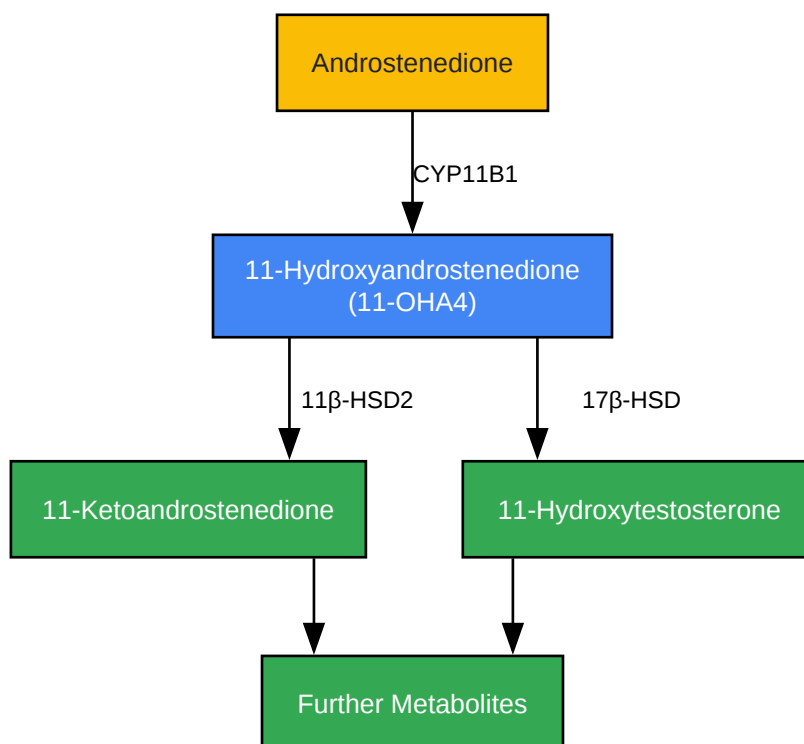 Androstenedione
CYP11B1
11-Hydroxyandrostenedione
(11-OHA4)
11β-HSD2
17β-HSD
11-Ketoandrostenedione
11-Hydroxytestosterone
Further Metabolites